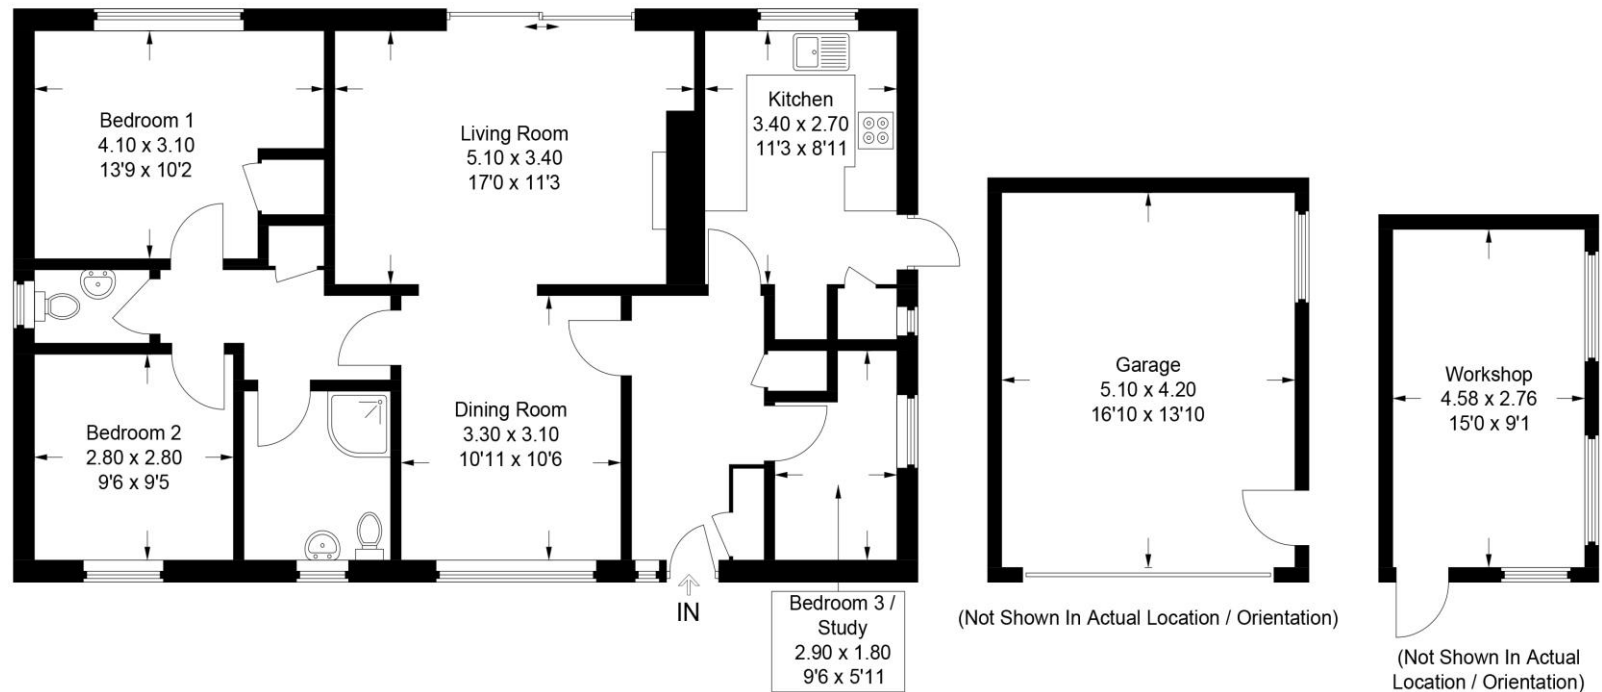 Bedroom 1
4.10 x 3.10
13'9 x 10'2
Living Room
5.10 x 3.40
17'0 x 11'3
Kitchen
3.40 x 2.70
11'3 x 8'11
Bedroom 2
2.80 x 2.80
9'6 x 9'5
Dining Room
3.30 x 3.10
10'11 x 10'6
IN
Bedroom 3 /
Study
2.90 x 1.80
9'6 x 5'11
Garage
5.10 x 4.20
16'10 x 13'10
(Not Shown In Actual Location / Orientation)
Workshop
4.58 x 2.76
15'0 x 9'1
(Not Shown In Actual
Location / Orientation)